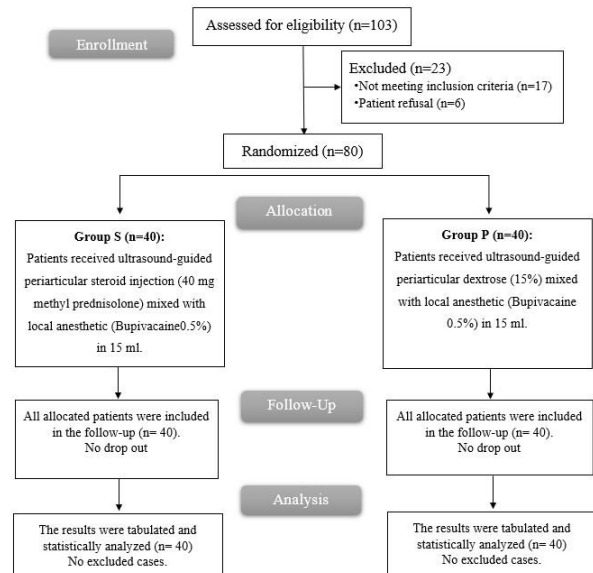 Assessed for eligibility (n=103)
Enrollment
Excluded (n=23)
•Not meeting inclusion criteria (n=17)
•Patient refusal (n=6)
Randomized (n=80)
Allocation
Group S (n=40):
Patients received ultrasound-guided
periarticular steroid injection (40 mg
methyl prednisolone) mixed with
local anesthetic (Bupivacaine0.5%)
in 15 ml.
Group P (n=40):
Patients received ultrasound-guided
periarticular dextrose (15%) mixed
with local anesthetic (Bupivacaine
0.5%) in 15 ml.
Follow-Up
All allocated patients were included
in the follow-up (n= 40).
No drop out
All allocated patients were included
in the follow-up (n= 40).
No drop out
Analysis
The results were tabulated and
statistically analyzed (n= 40)
No excluded cases.
The results were tabulated and
statistically analyzed (n= 40)
No excluded cases.